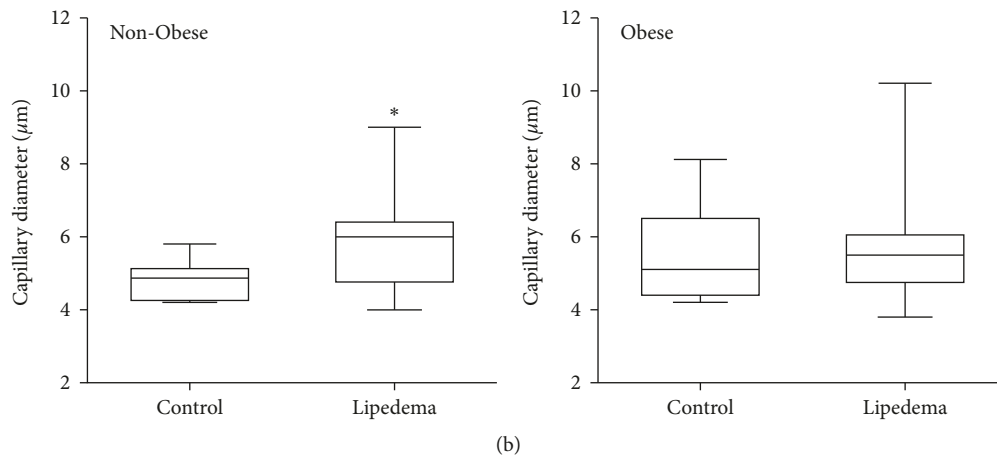 Non-Obese
Capillary diameter (μm)
12
10
8
6
4
2
*
Control
Lipedema
Obese
Capillary diameter (μm)
12
10
8
6
4
2
Control
Lipedema
(b)